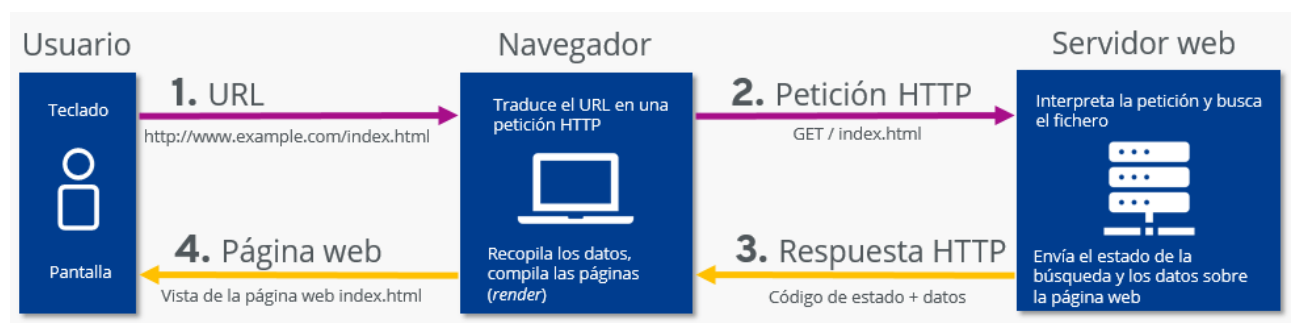 Usuario
Navegador
Servidor web
Teclado
Pantalla
1. URL
http://www.example.com/index.html
Traduce el URL en una
petición HTTP
2. Petición HTTP
GET / index.html
Interpreta la petición y busca
el fichero
Envía el estado de la
búsqueda y los datos sobre
la página web
3. Respuesta HTTP
Código de estado + datos
Recopila los datos,
compila las páginas
(render)
4. Página web
Vista de la página web index.html